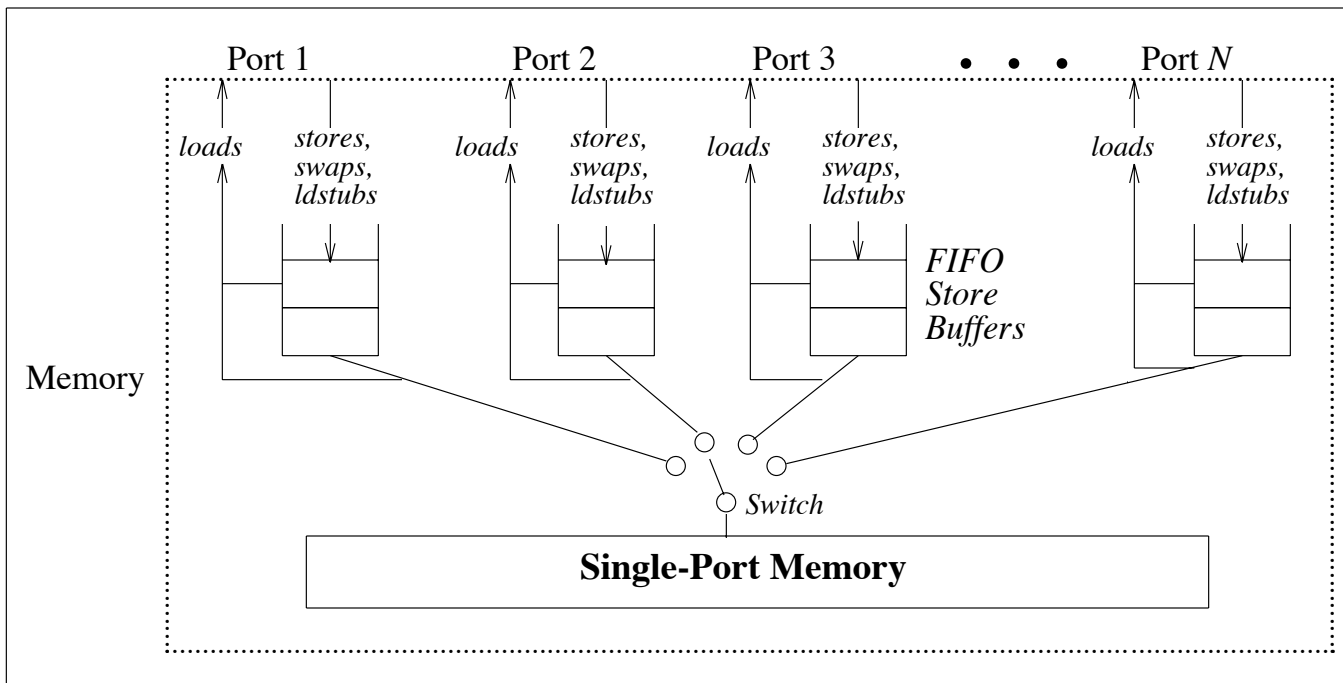 Port 1 Port 2 Port 3 • • • Port N
loads stores, loads stores, loads stores, loads stores,
swaps, swaps, swaps, swaps,
ldstubs ldstubs ldstubs ldstubs
FIFO
Store
Buffers
Memory
Switch
Single-Port Memory